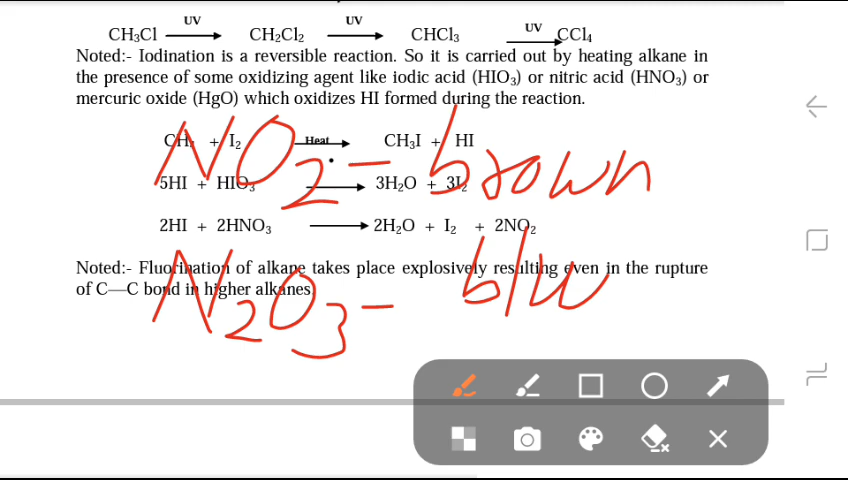 UV UV UV
CH₃Cl ⟶ CH₂Cl₂ ⟶ CHCl₃ ⟶ CCl₄
Noted:- Iodination is a reversible reaction. So it is carried out by heating alkane in
the presence of some oxidizing agent like iodic acid (HIO₃) or nitric acid (HNO₃) or
mercuric oxide (HgO) which oxidizes HI formed during the reaction.
+ I₂ Heat ⟶ CH₃I + HI
NO₂ - brown
5HI + HIO₃ ⟶ 3H₂O + 3I₂
2HI + 2HNO₃ ⟶ 2H₂O + I₂ + 2NO₂
Noted:- Fluorination of alkane takes place explosively resulting even in the rupture
of C—C bond in higher alkanes.
N₂O₃ -